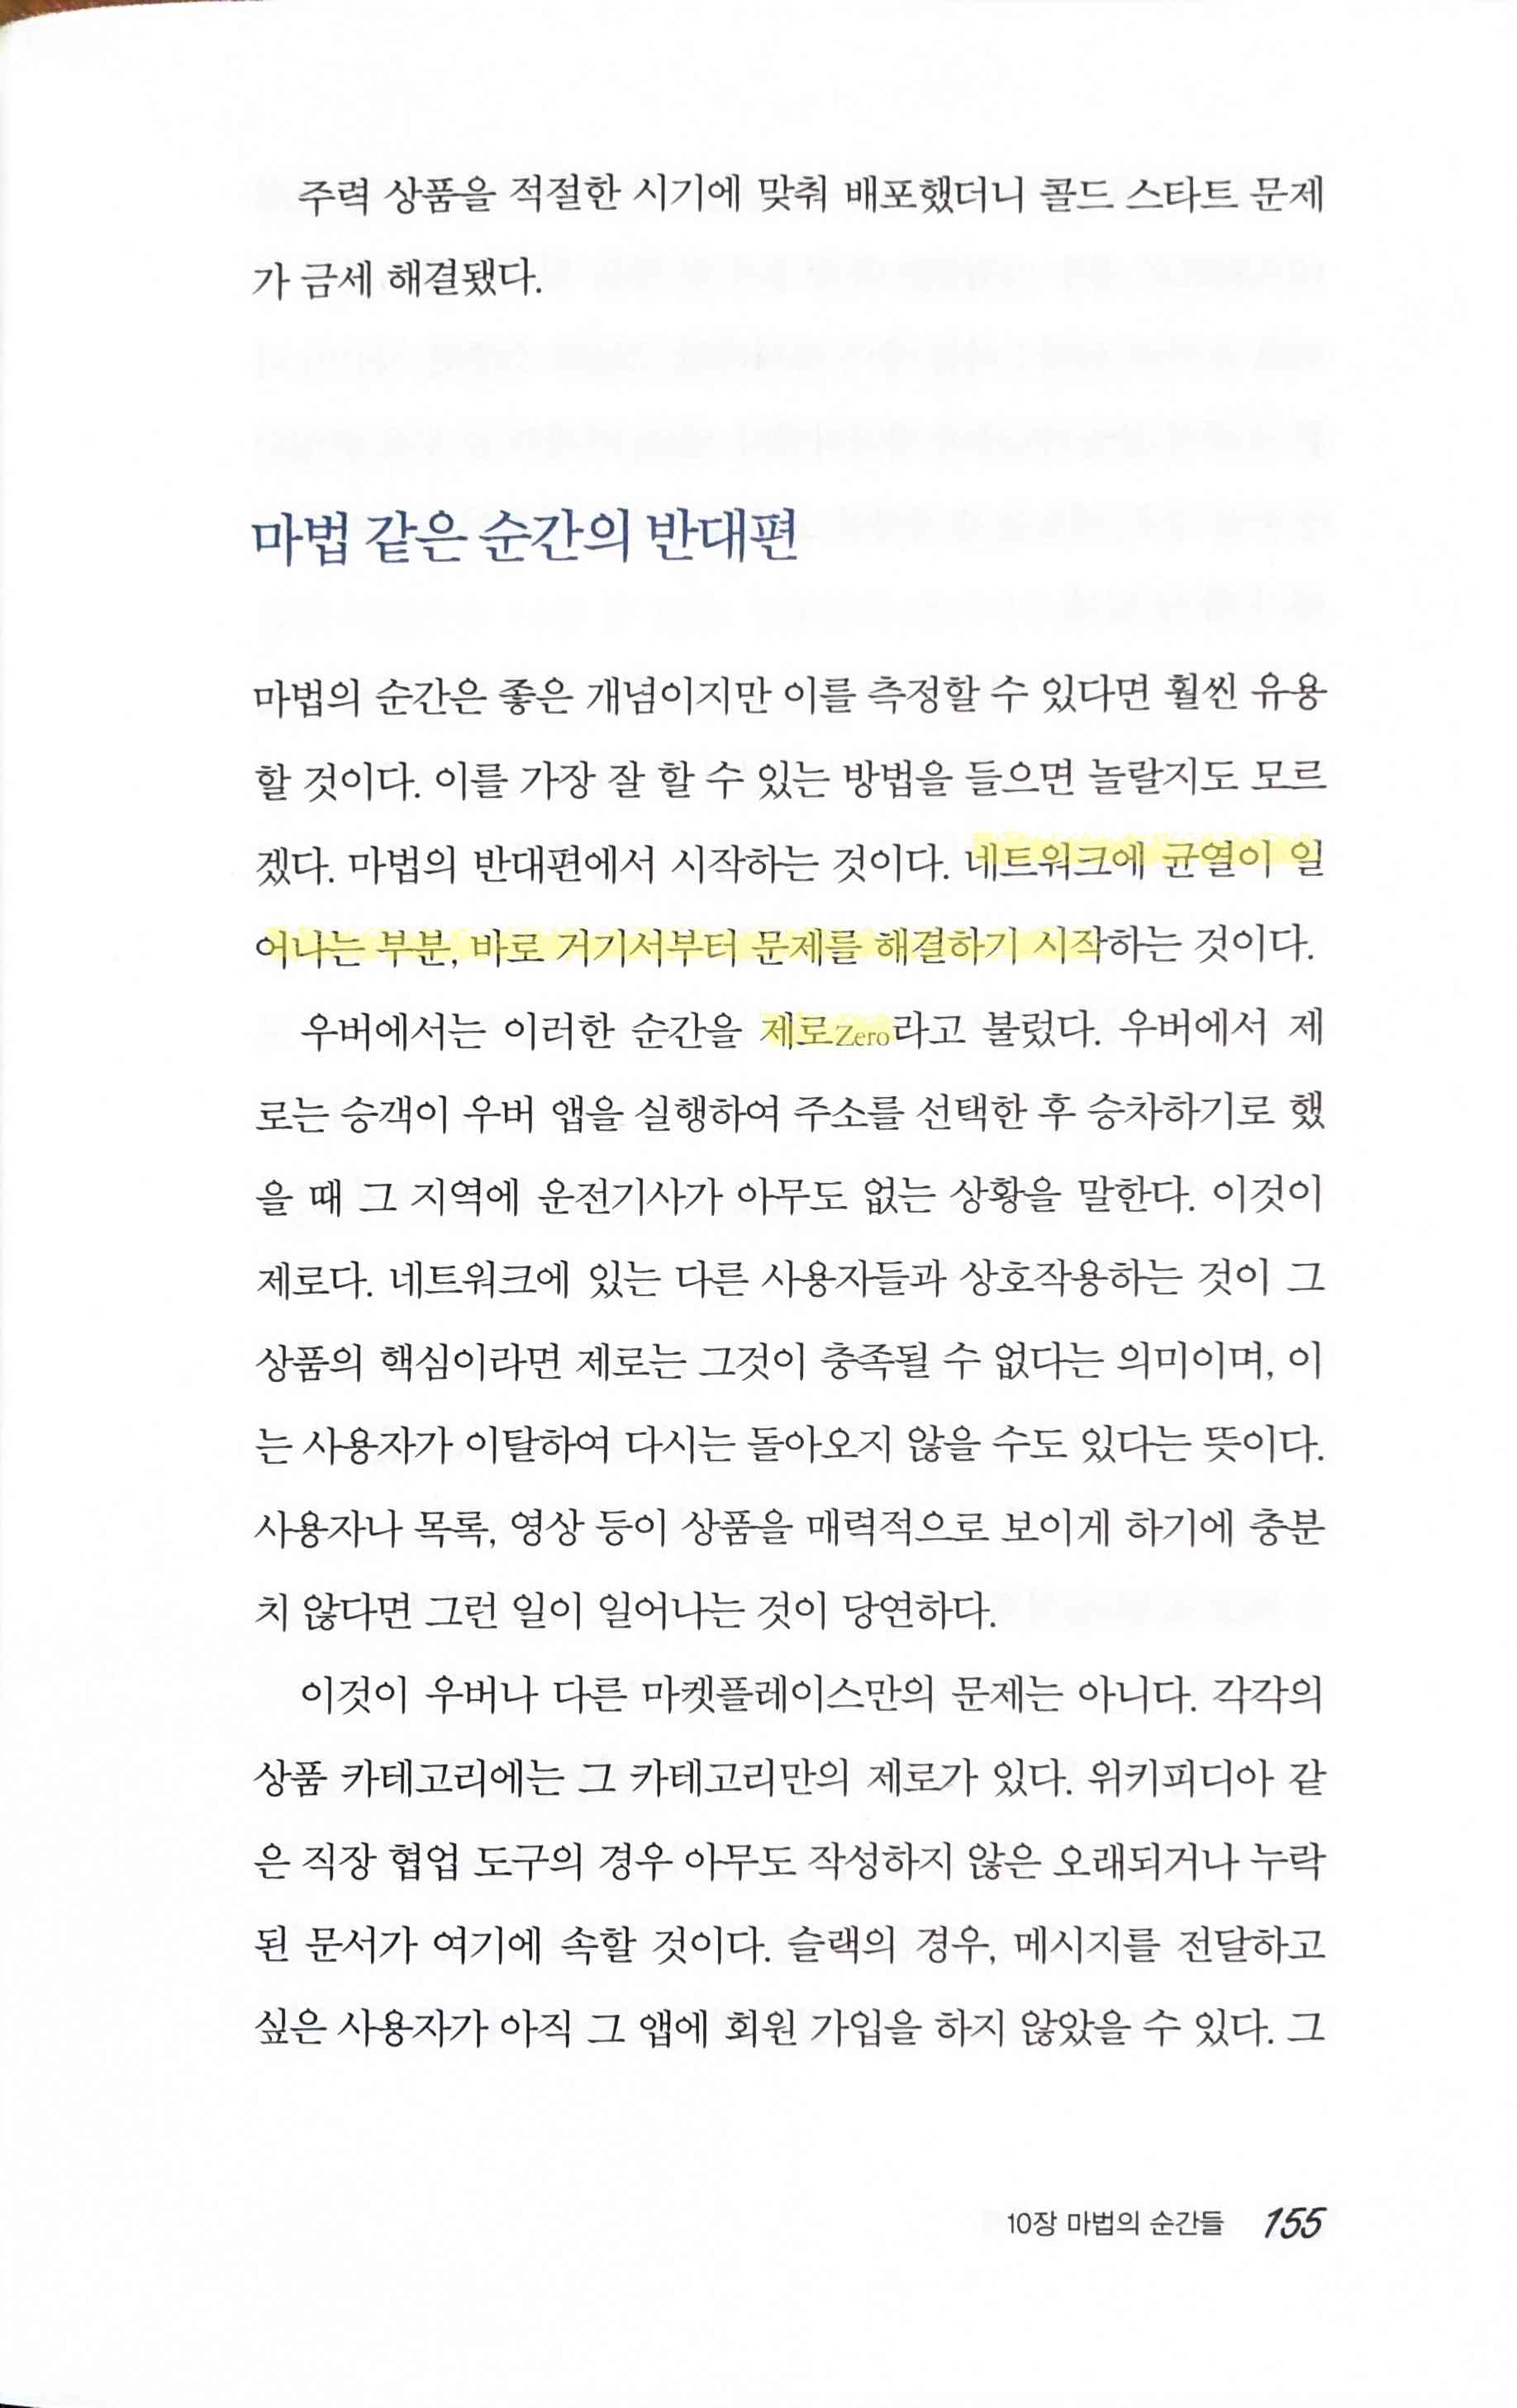 주력 상품을 적절한 시기에 맞춰 배포했더니 콜드 스타트 문제
가 금세 해결됐다.
마법 같은 순간의 반대편
마법의 순간은 좋은 개념이지만 이를 측정할 수 있다면 훨씬 유용
할 것이다. 이를 가장 잘 할 수 있는 방법을 들으면 놀랄지도 모르
겠다. 마법의 반대편에서 시작하는 것이다. 네트워크에 균열이 일
어나는 부분, 바로 거기서부터 문제를 해결하기 시작하는 것이다.
우버에서는 이러한 순간을 제로Zero라고 불렀다. 우버에서 제
로는 승객이 우버 앱을 실행하여 주소를 선택한 후 승차하기로 했
을 때 그 지역에 운전기사가 아무도 없는 상황을 말한다. 이것이
제로다. 네트워크에 있는 다른 사용자들과 상호작용하는 것이 그
상품의 핵심이라면 제로는 그것이 충족될 수 없다는 의미이며, 이
는 사용자가 이탈하여 다시는 돌아오지 않을 수도 있다는 뜻이다.
사용자나 목록, 영상 등이 상품을 매력적으로 보이게 하기에 충분
치 않다면 그런 일이 일어나는 것이 당연하다.
이것이 우버나 다른 마켓플레이스만의 문제는 아니다. 각각의
상품 카테고리에는 그 카테고리만의 제로가 있다. 위키피디아 같
은 직장 협업 도구의 경우 아무도 작성하지 않은 오래되거나 누락
된 문서가 여기에 속할 것이다. 슬랙의 경우, 메시지를 전달하고
싶은 사용자가 아직 그 앱에 회원 가입을 하지 않았을 수 있다. 그
10장 마법의 순간들 155